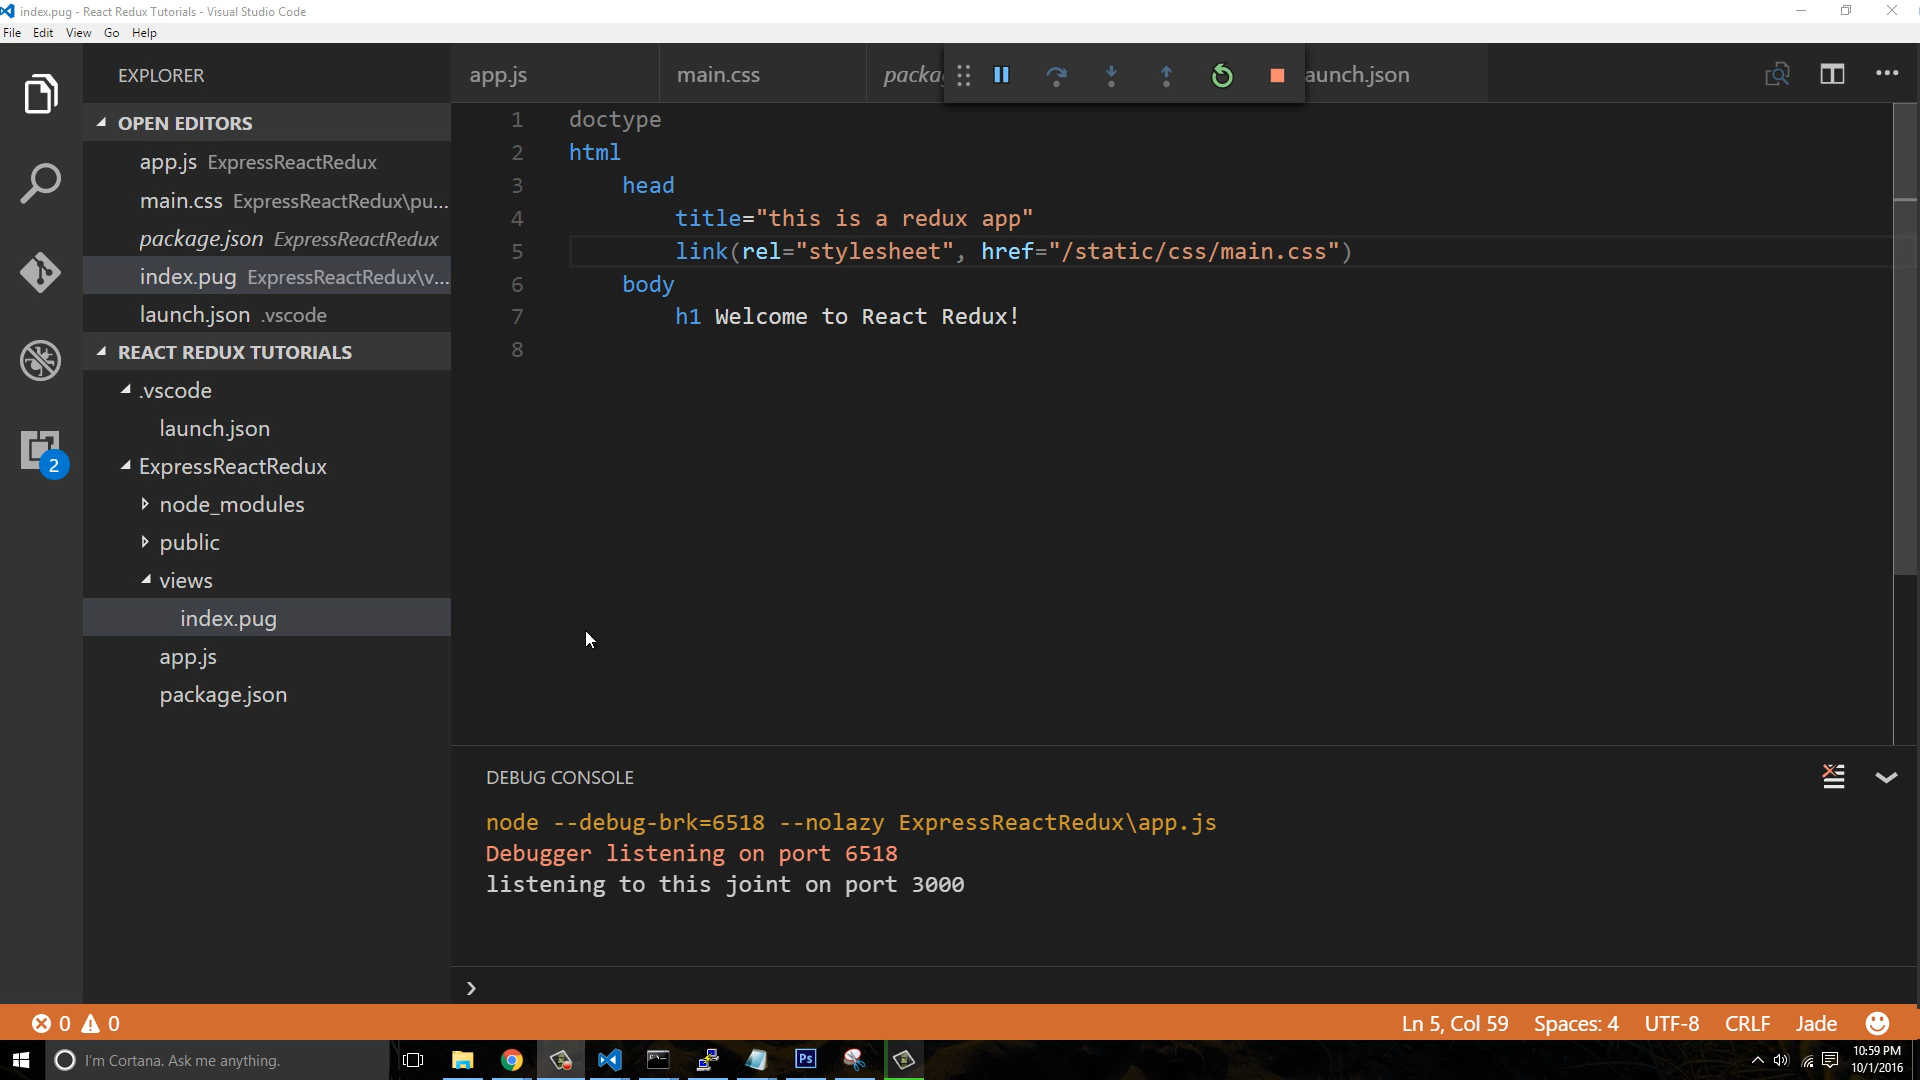 index.pug - React Redux Tutorials - Visual Studio Code
File Edit View Go Help
EXPLORER
OPEN EDITORS
app.js ExpressReactRedux
main.css ExpressReactRedux\pu...
package.json ExpressReactRedux
index.pug ExpressReactRedux\v...
launch.json .vscode
REACT REDUX TUTORIALS
.vscode
launch.json
ExpressReactRedux
node_modules
public
views
index.pug
app.js
package.json
2
app.js main.css packa aunch.json
1 doctype
2 html
3 head
4 title="this is a redux app"
5 link(rel="stylesheet", href="/static/css/main.css")
6 body
7 h1 Welcome to React Redux!
8
DEBUG CONSOLE
node --debug-brk=6518 --nolazy ExpressReactRedux\app.js
Debugger listening on port 6518
listening to this joint on port 3000
0 0 Ln 5, Col 59 Spaces: 4 UTF-8 CRLF Jade
I'm Cortana. Ask me anything.
Ps
10:59 PM
10/1/2016